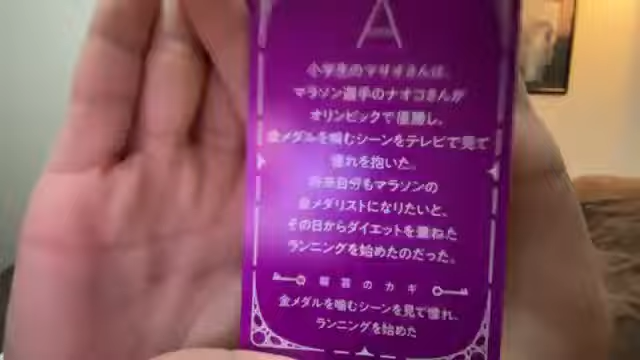 A
小学生のマサオさんは、
マラソン選手のナオコさんが
オリンピックで優勝し、
金メダルを噛むシーンをテレビで見て
憧れを抱いた。
将来自分もマラソンの
金メダリストになりたいと、
その日からダイエットを兼ねた
ランニングを始めたのだった。
解答のカギ
金メダルを噛むシーンを見て憧れ、
ランニングを始めた